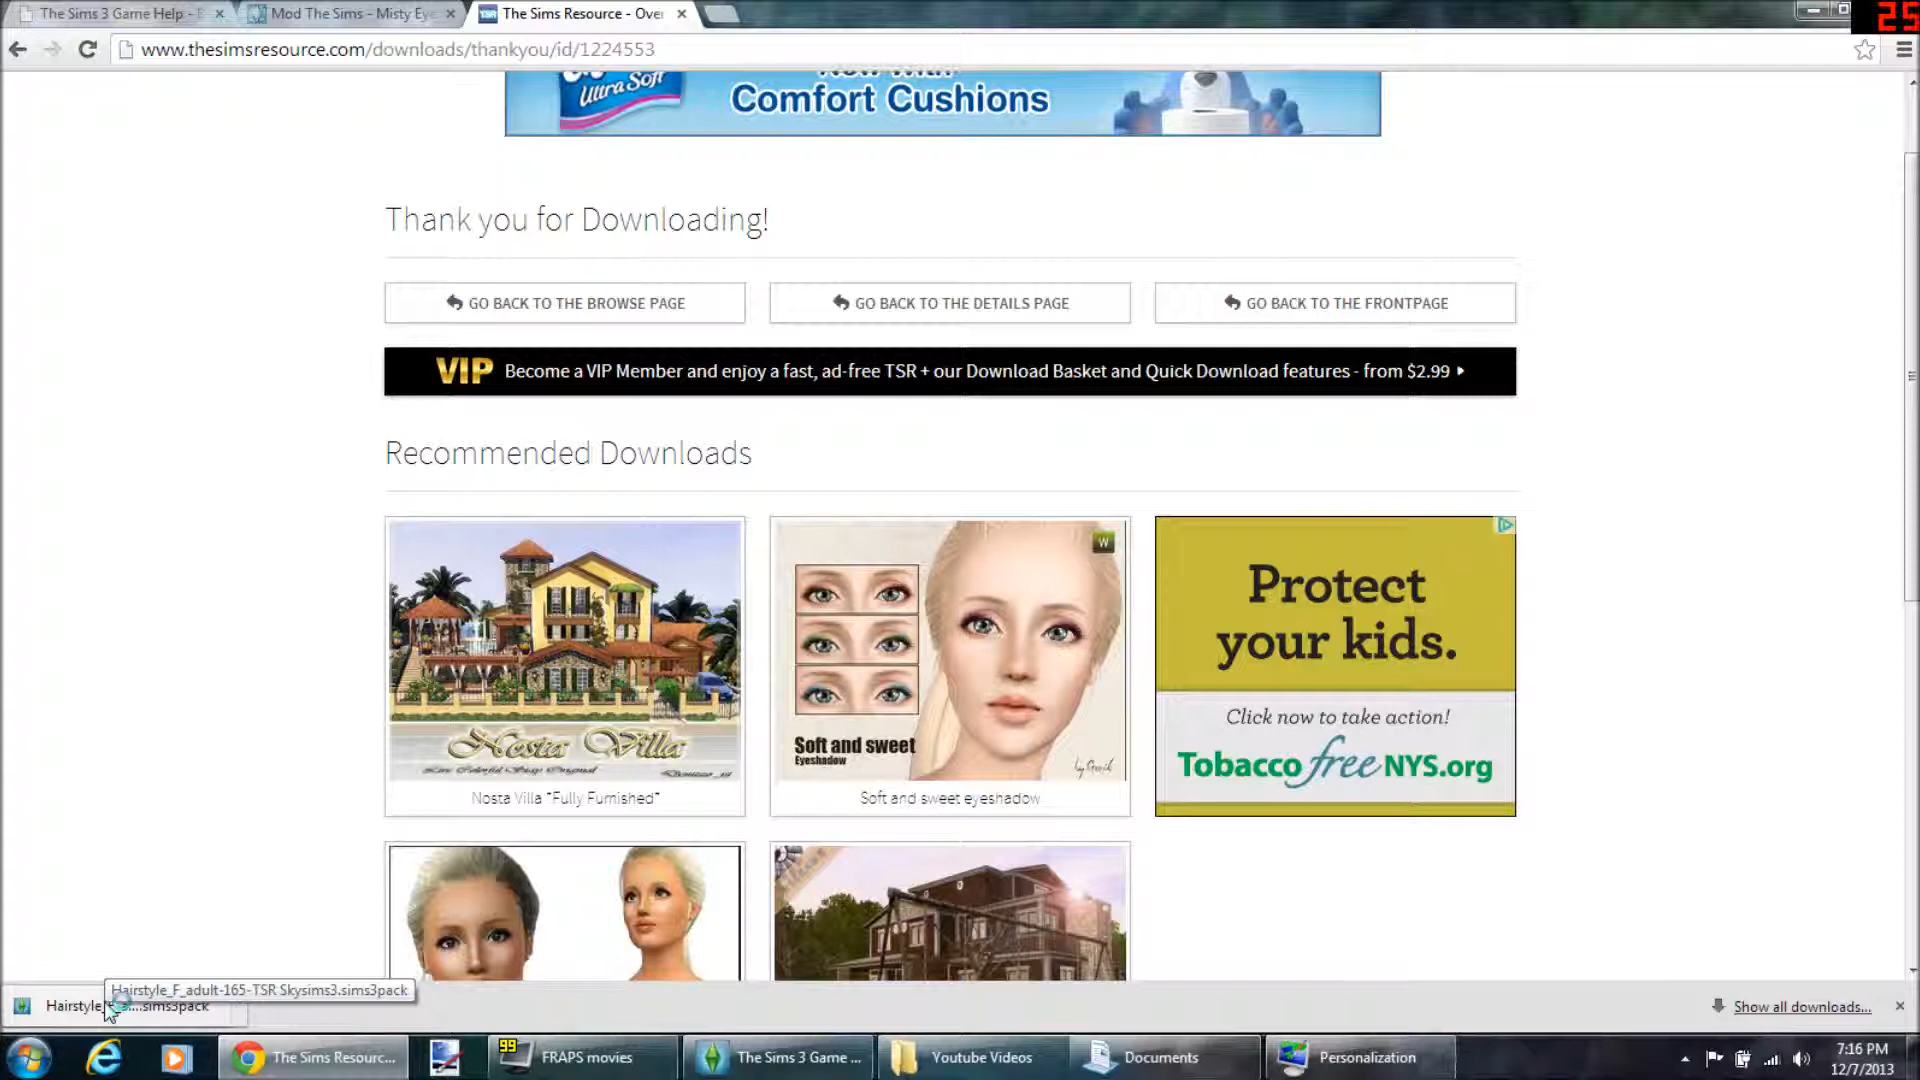 The Sims 3 Game Help -
Mod The Sims - Misty Ey
The Sims Resource - Over
25
www.thesimsresource.com/downloads/thankyou/id/1224553
Ultra Soft
Comfort Cushions
Thank you for Downloading!
GO BACK TO THE BROWSE PAGE
GO BACK TO THE DETAILS PAGE
GO BACK TO THE FRONTPAGE
VIP Become a VIP Member and enjoy a fast, ad-free TSR + our Download Basket and Quick Download features - from $2.99
Recommended Downloads
Nosta Villa
Nosta Villa *Fully Furnished*
W
Soft and sweet
Eyeshadow
Soft and sweet eyeshadow
Protect
your kids.
Click now to take action!
TobaccofreeNYS.org
Hairstyle_F_adult-165-TSR Skysims3.sims3pack
Hairstyle_ ....sims3pack
Show all downloads...
The Sims Resourc...
99
FRAPS movies
The Sims 3 Game ...
Youtube Videos
Documents
Personalization
7:16 PM
12/7/2013